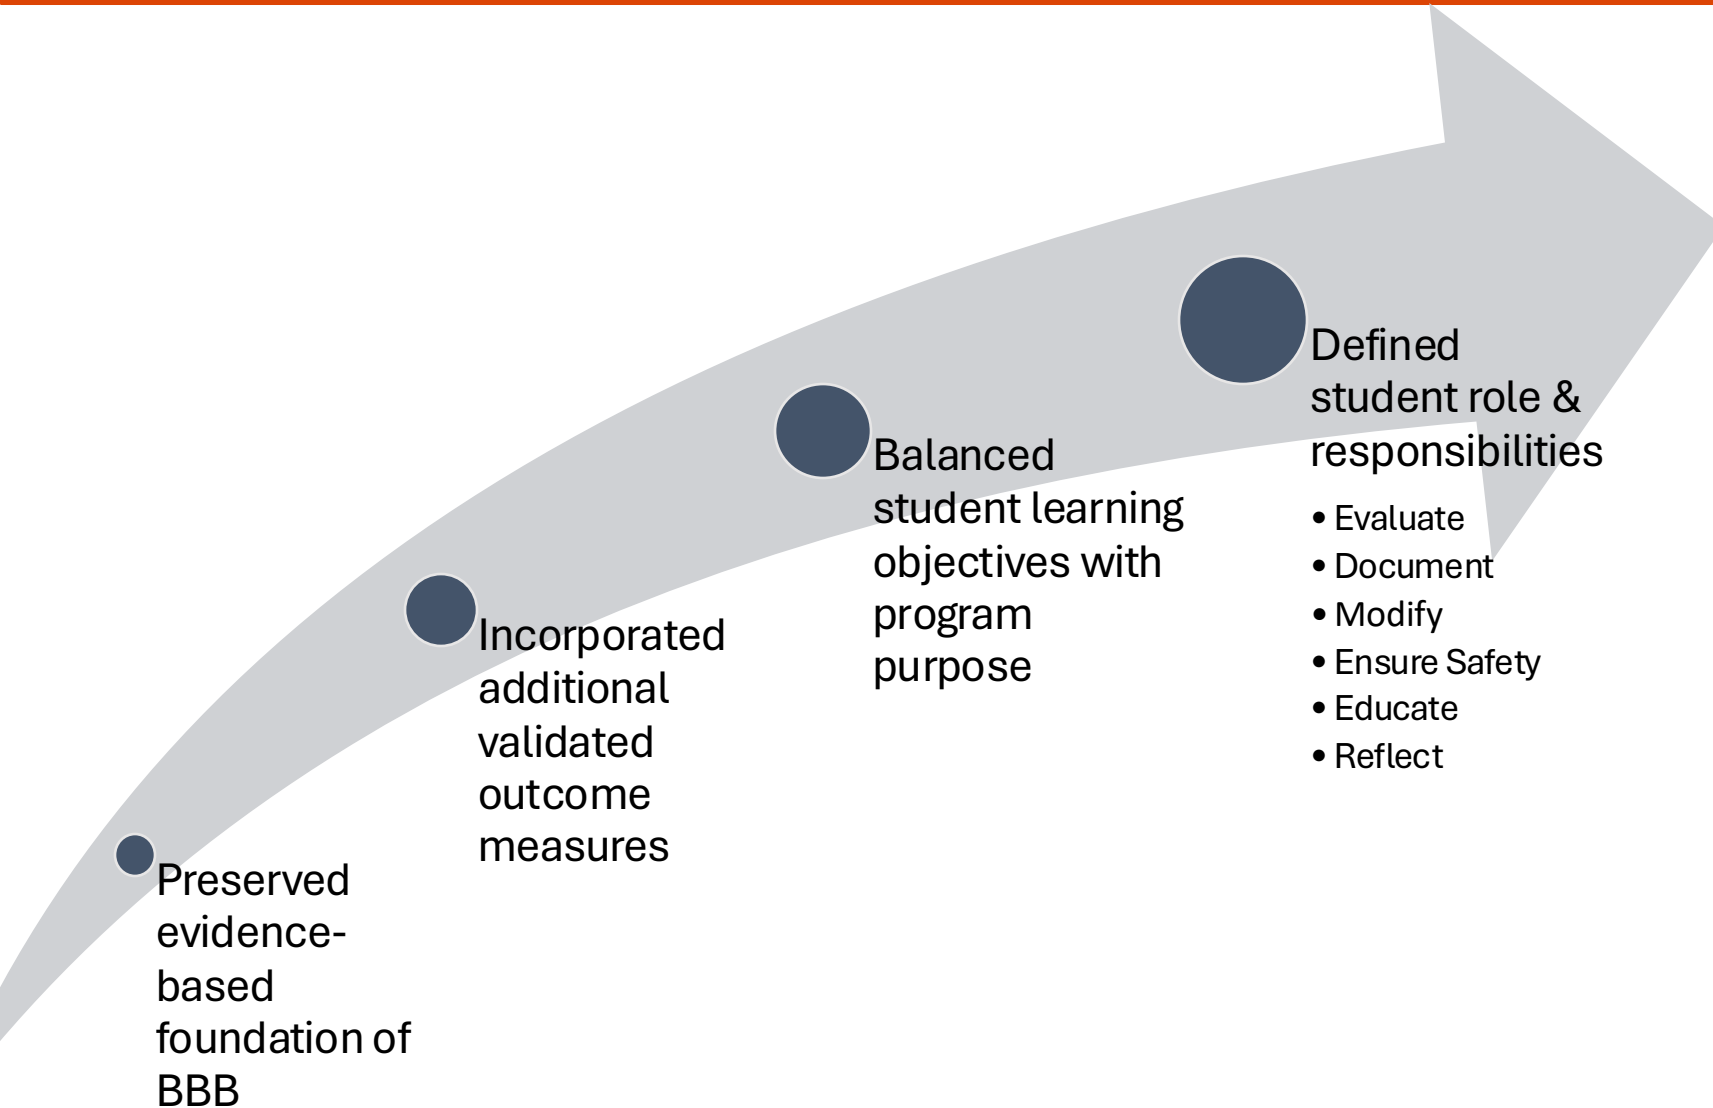 Preserved
evidence-
based
foundation of
BBB
Incorporated
additional
validated
outcome
measures
Balanced
student learning
objectives with
program
purpose
Defined
student role &
responsibilities
• Evaluate
• Document
• Modify
• Ensure Safety
• Educate
• Reflect